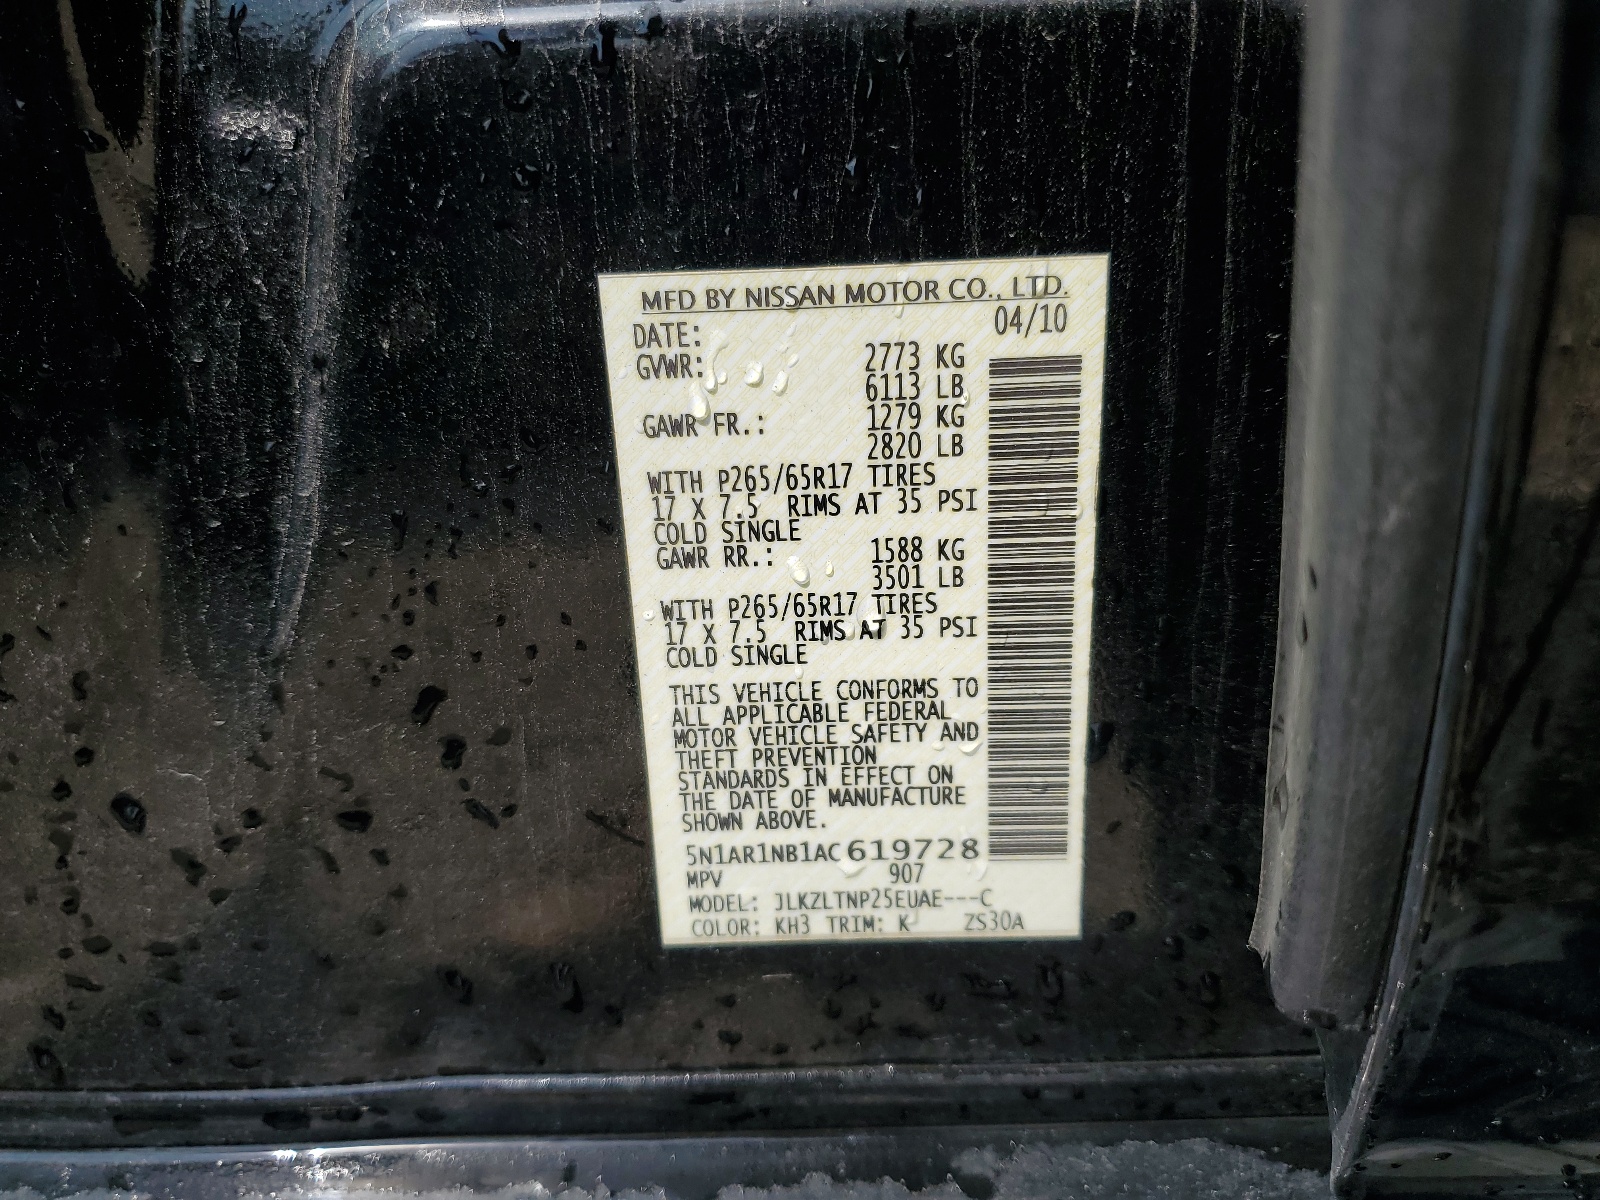 MFD BY NISSAN MOTOR CO., LTD.
DATE: 04/10
GVWR: 2773 KG
6113 LB
GAWR FR.: 1279 KG
2820 LB
WITH P265/65R17 TIRES
17 X 7.5 RIMS AT 35 PSI
COLD SINGLE
GAWR RR.: 1588 KG
3501 LB
WITH P265/65R17 TIRES
17 X 7.5 RIMS AT 35 PSI
COLD SINGLE
THIS VEHICLE CONFORMS TO
ALL APPLICABLE FEDERAL
MOTOR VEHICLE SAFETY AND
THEFT PREVENTION
STANDARDS IN EFFECT ON
THE DATE OF MANUFACTURE
SHOWN ABOVE.
5N1AR1NB1AC619728
MPV 907
MODEL: JLKZLTNP25EUAE---C
COLOR: KH3 TRIM: K ZS30A